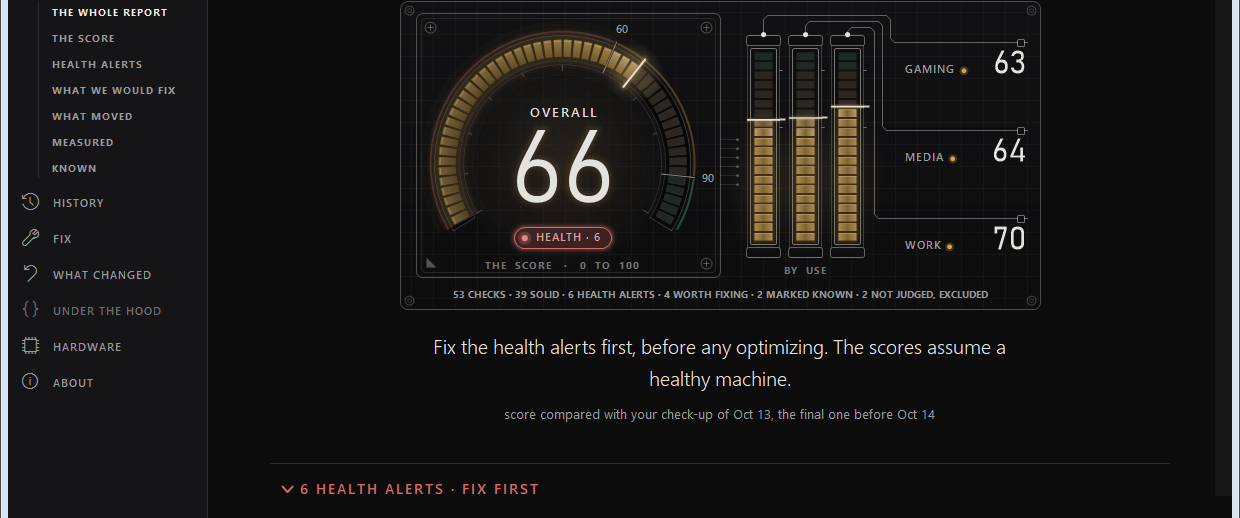 THE WHOLE REPORT
THE SCORE
HEALTH ALERTS
WHAT WE WOULD FIX
WHAT MOVED
MEASURED
KNOWN
HISTORY
FIX
WHAT CHANGED
UNDER THE HOOD
HARDWARE
ABOUT
60
90
OVERALL
66
HEALTH · 6
THE SCORE · 0 TO 100
BY USE
GAMING 63
MEDIA 64
WORK 70
53 CHECKS · 39 SOLID · 6 HEALTH ALERTS · 4 WORTH FIXING · 2 MARKED KNOWN · 2 NOT JUDGED, EXCLUDED
Fix the health alerts first, before any optimizing. The scores assume a
healthy machine.
score compared with your check-up of Oct 13, the final one before Oct 14
6 HEALTH ALERTS · FIX FIRST